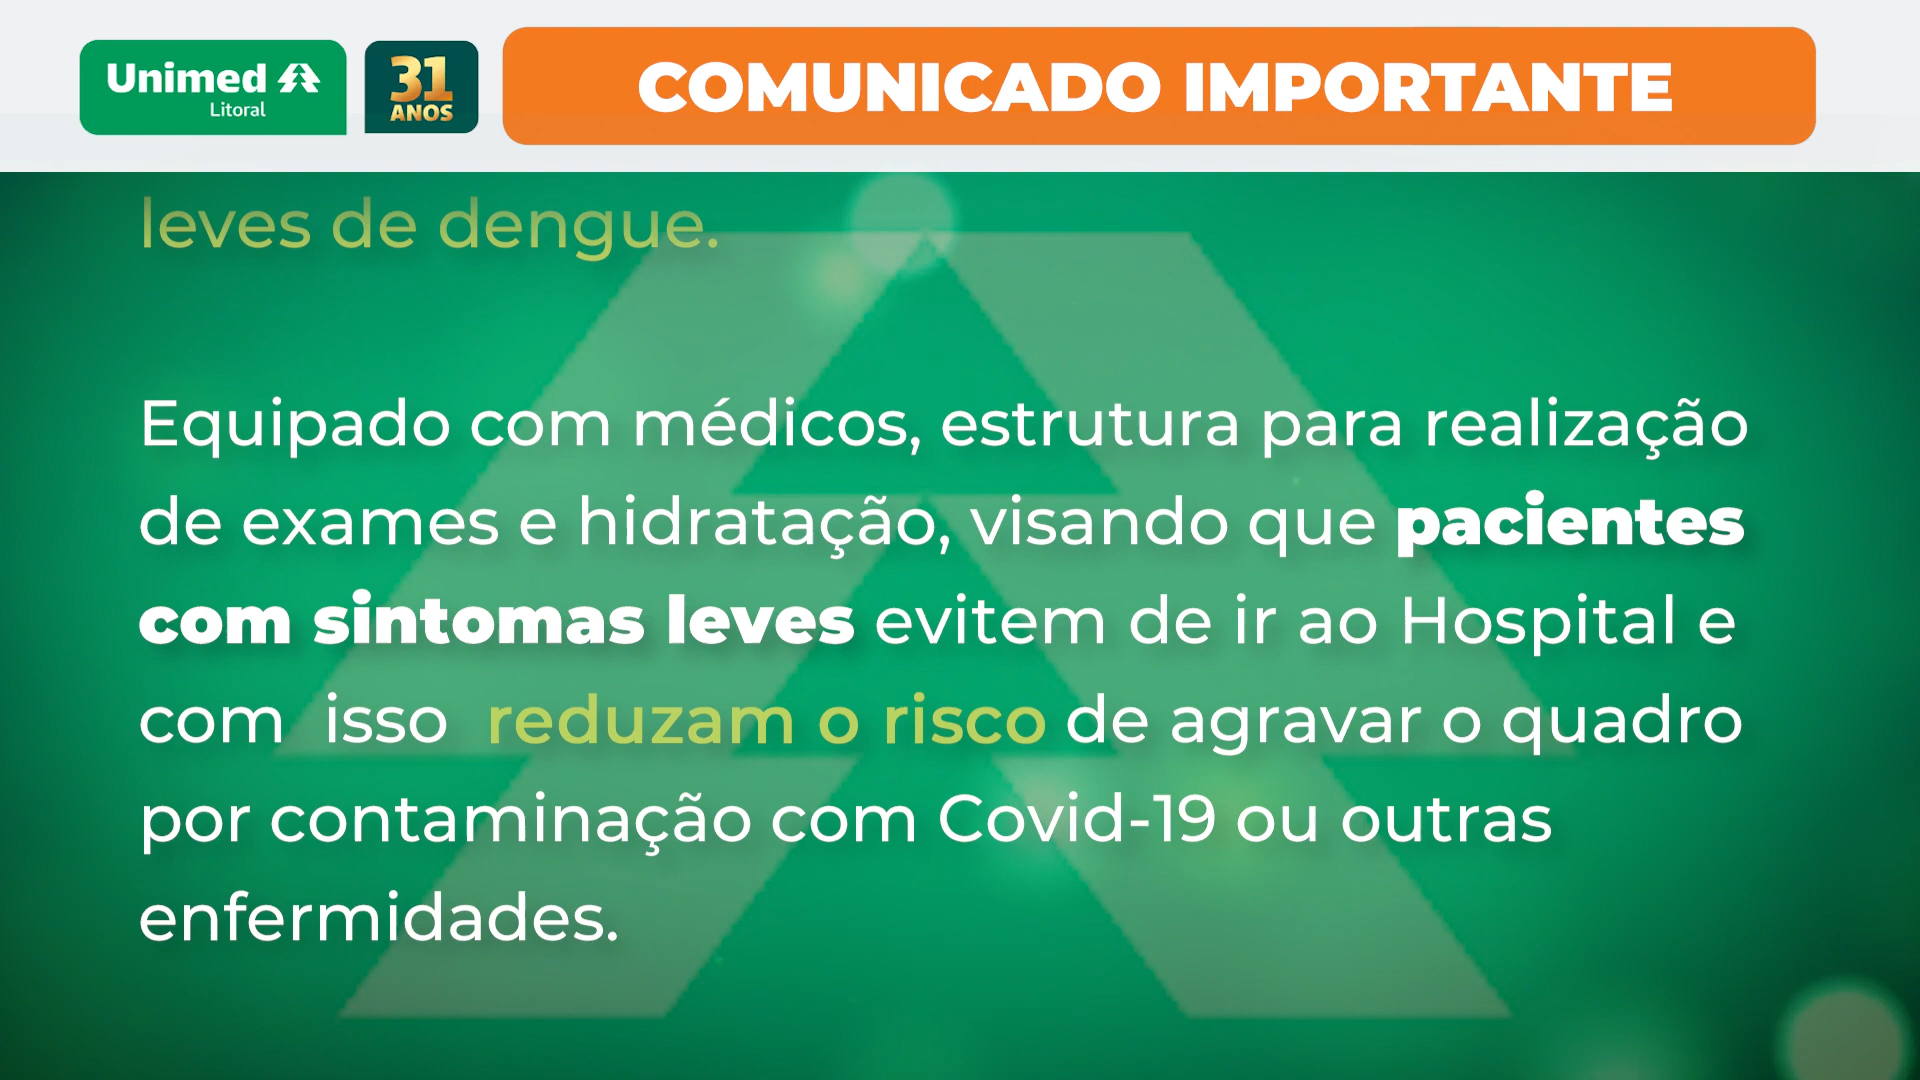 Unimed
Litoral
31
ANOS
COMUNICADO IMPORTANTE
leves de dengue.
Equipado com médicos, estrutura para realização
de exames e hidratação, visando que pacientes
com sintomas leves evitem de ir ao Hospital e
com isso reduzam o risco de agravar o quadro
por contaminação com Covid-19 ou outras
enfermidades.